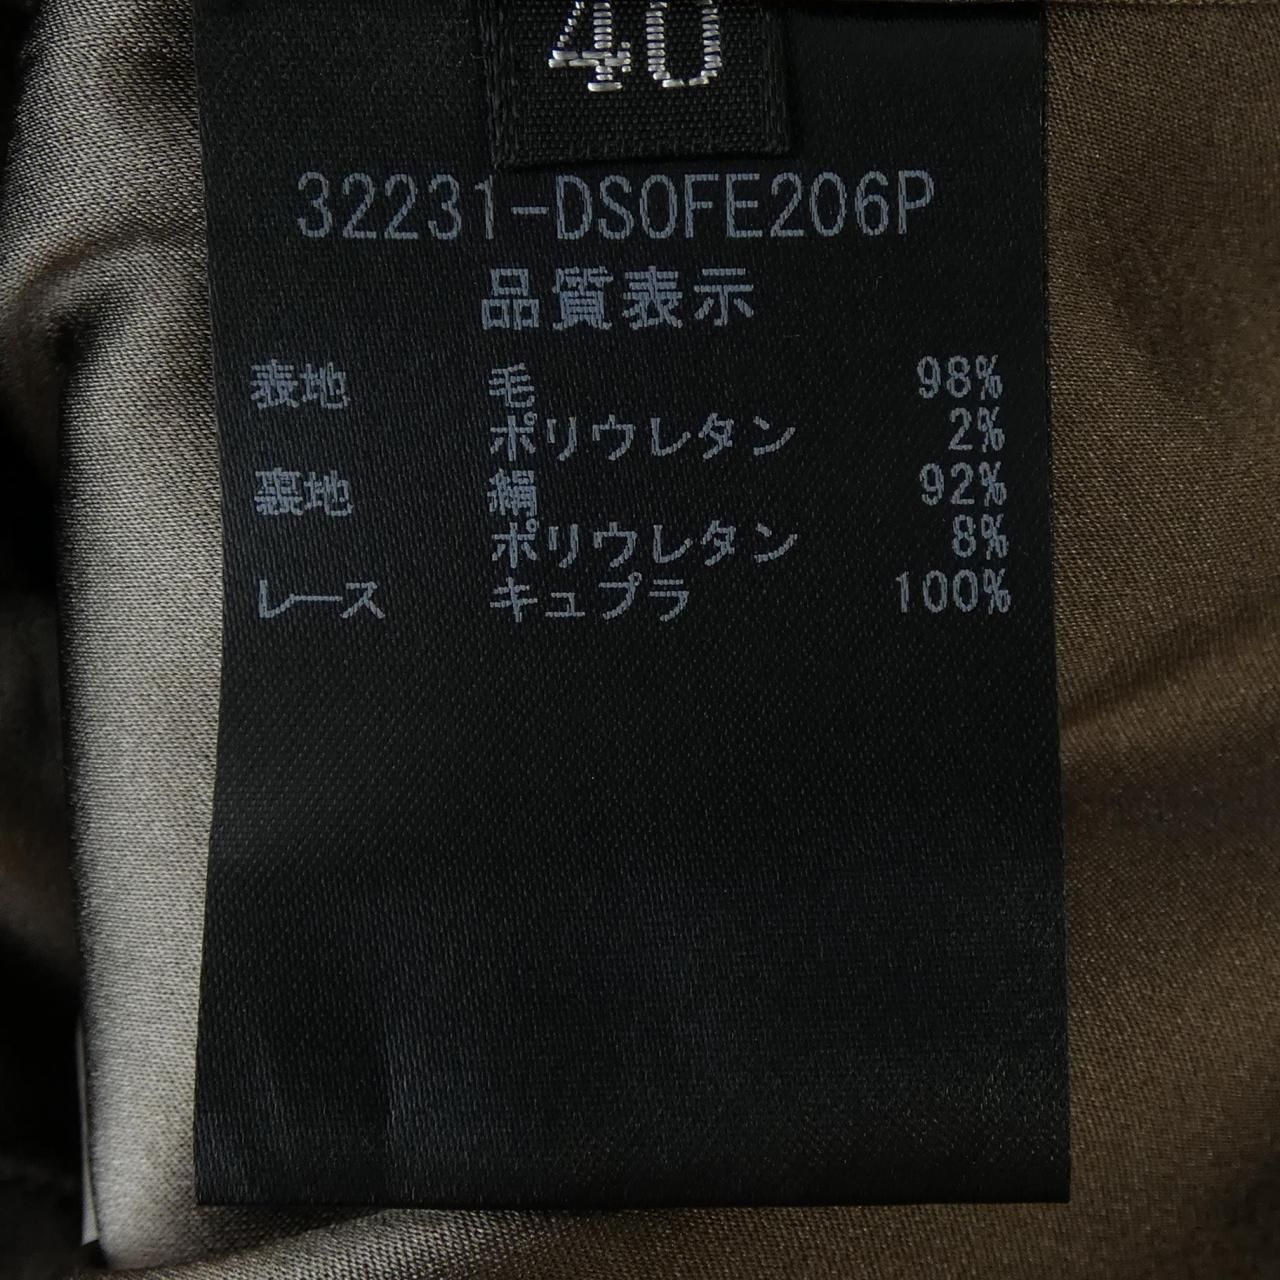 40
32231-DS0FE206P
品質表示
表地 毛 98%
ポリウレタン 2%
裏地 絹 92%
ポリウレタン 8%
レース キュプラ 100%